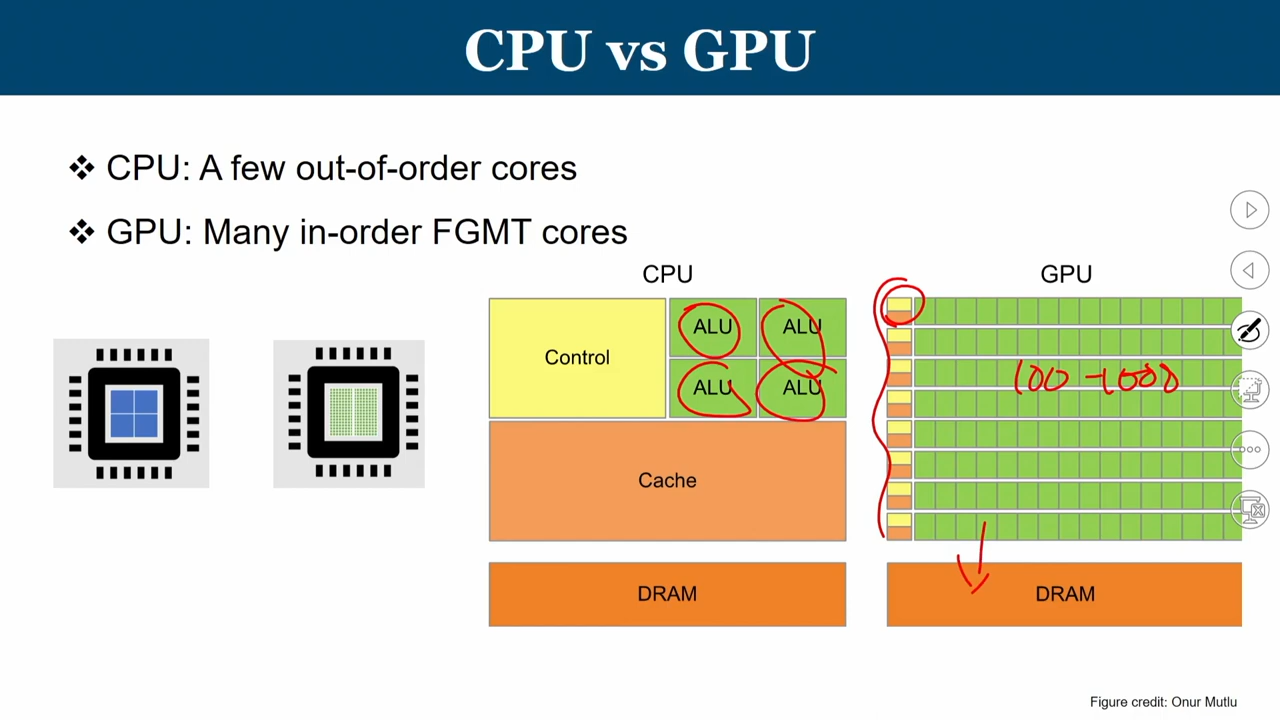 CPU vs GPU
❖ CPU: A few out-of-order cores
❖ GPU: Many in-order FGMT cores
CPU
GPU
Control
ALU
ALU
ALU
ALU
Cache
DRAM
100-1000
DRAM
Figure credit: Onur Mutlu